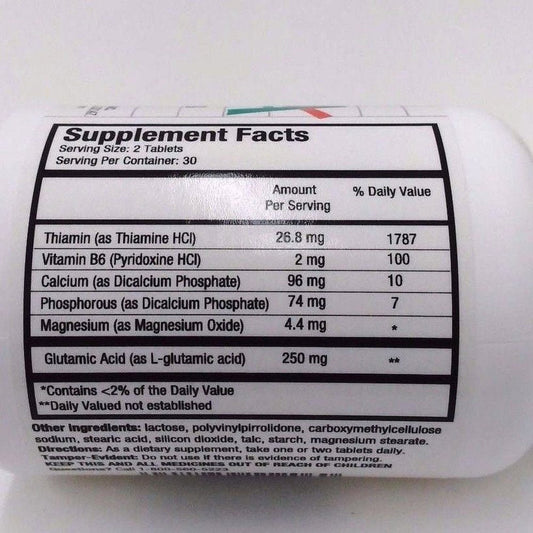 Supplement Facts
Serving Size: 2 Tablets
Serving Per Container: 30
Amount Per Serving % Daily Value
Thiamin (as Thiamine HCl) 26.8 mg 1787
Vitamin B6 (Pyridoxine HCl) 2 mg 100
Calcium (as Dicalcium Phosphate) 96 mg 10
Phosphorous (as Dicalcium Phosphate) 74 mg 7
Magnesium (as Magnesium Oxide) 4.4 mg *
Glutamic Acid (as L-glutamic acid) 250 mg **
*Contains <2% of the Daily Value
**Daily Valued not established
Other Ingredients: lactose, polyvinylpirrolidone, carboxymethylcellulose
sodium, stearic acid, silicon dioxide, talc, starch, magnesium stearate.
Directions: As a dietary supplement, take one or two tablets daily.
Tamper-Evident: Do not use if there is evidence of tampering.
KEEP THIS AND ALL MEDICINES OUT OF REACH OF CHILDREN
Questions? Call